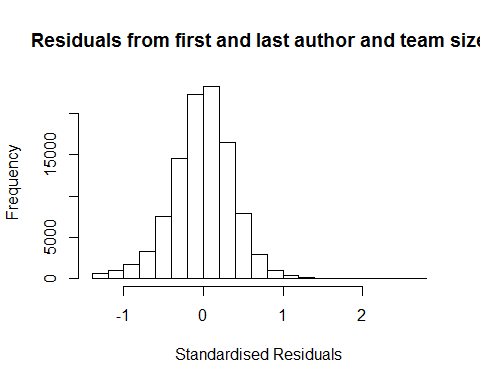 Residuals from first and last author and team size
Frequency
15000
5000
0
-1 0 1 2
Standardised Residuals